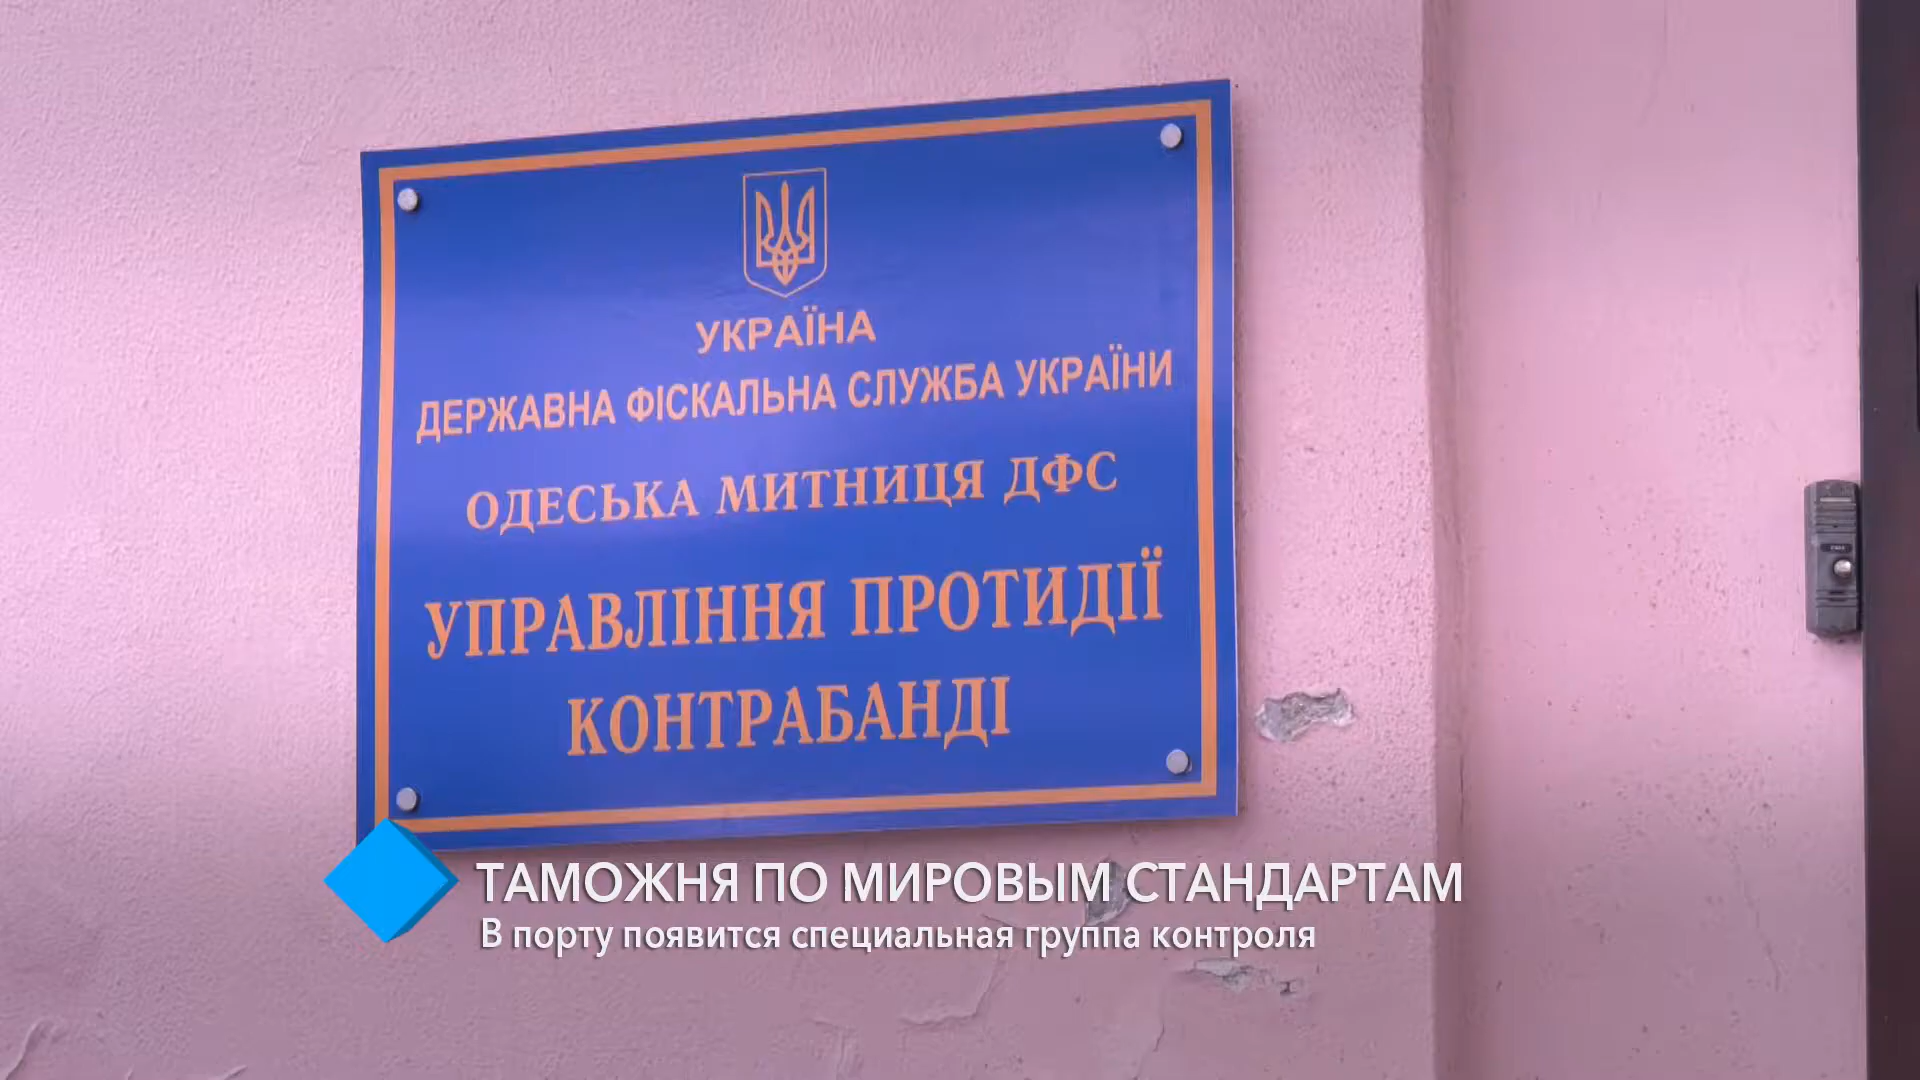 УКРАЇНА
ДЕРЖАВНА ФІСКАЛЬНА СЛУЖБА УКРАЇНИ
ОДЕСЬКА МИТНИЦЯ ДФС
УПРАВЛІННЯ ПРОТИДІЇ
КОНТРАБАНДІ
ТАМОЖНЯ ПО МИРОВЫМ СТАНДАРТАМ
В порту появится специальная группа контроля